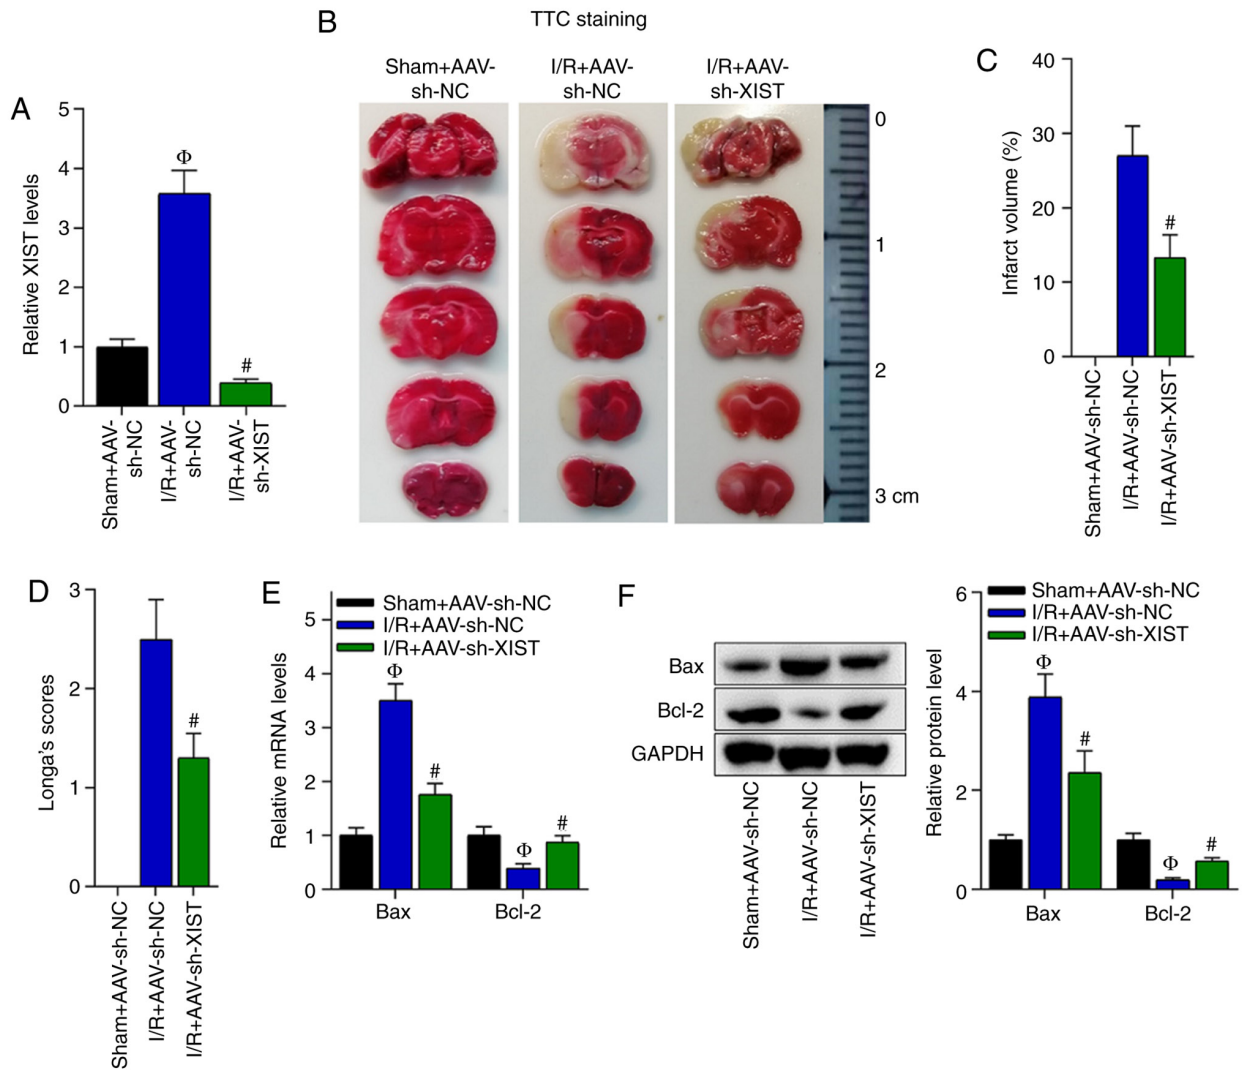 A
Relative XIST levels
5
4
3
2
1
0
Φ
#
Sham+AAV-
sh-NC
I/R+AAV-
sh-NC
I/R+AAV-
sh-XIST
B
TTC staining
Sham+AAV-
sh-NC
I/R+AAV-
sh-NC
I/R+AAV-
sh-XIST
0
1
2
3 cm
C
Infarct volume (%)
40
30
20
10
0
#
Sham+AAV-sh-NC
I/R+AAV-sh-NC
I/R+AAV-sh-XIST
D
Longa's scores
3
2
1
0
#
Sham+AAV-sh-NC
I/R+AAV-sh-NC
I/R+AAV-sh-XIST
E
Sham+AAV-sh-NC
I/R+AAV-sh-NC
I/R+AAV-sh-XIST
Relative mRNA levels
5
4
3
2
1
0
Φ
#
Φ
#
Bax
Bcl-2
F
Bax
Bcl-2
GAPDH
Sham+AAV-sh-NC
I/R+AAV-sh-NC
I/R+AAV-sh-XIST
Sham+AAV-sh-NC
I/R+AAV-sh-NC
I/R+AAV-sh-XIST
Relative protein level
6
4
2
0
Φ
#
Φ
#
Bax
Bcl-2